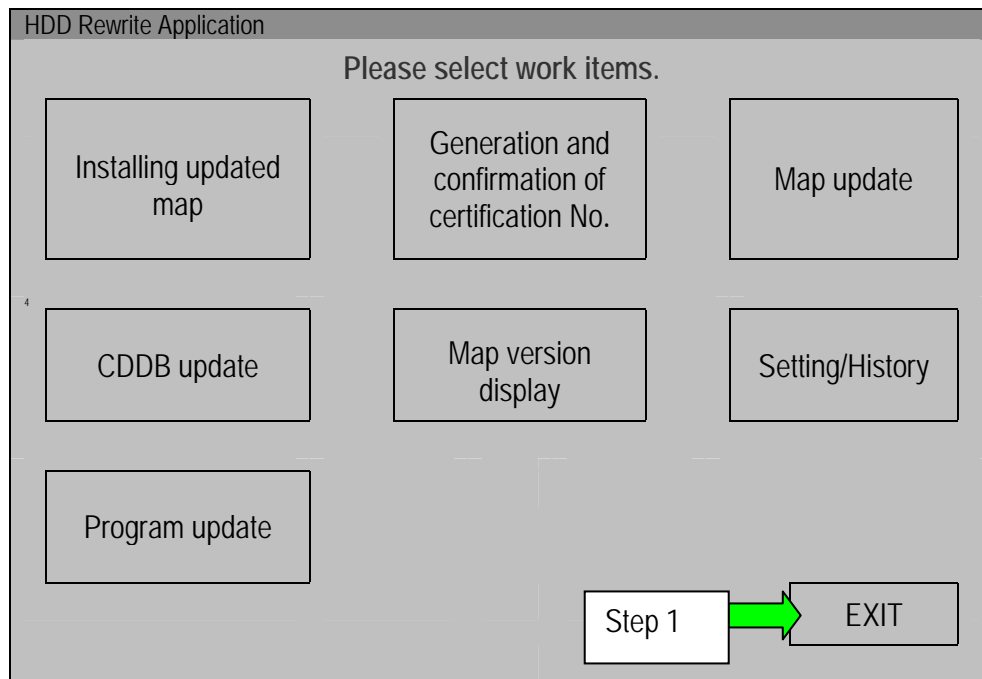 HDD Rewrite Application
Please select work items.
Installing updated
map
Generation and
confirmation of
certification No.
Map update
4
CDDB update
Map version
display
Setting/History
Program update
Step 1
EXIT